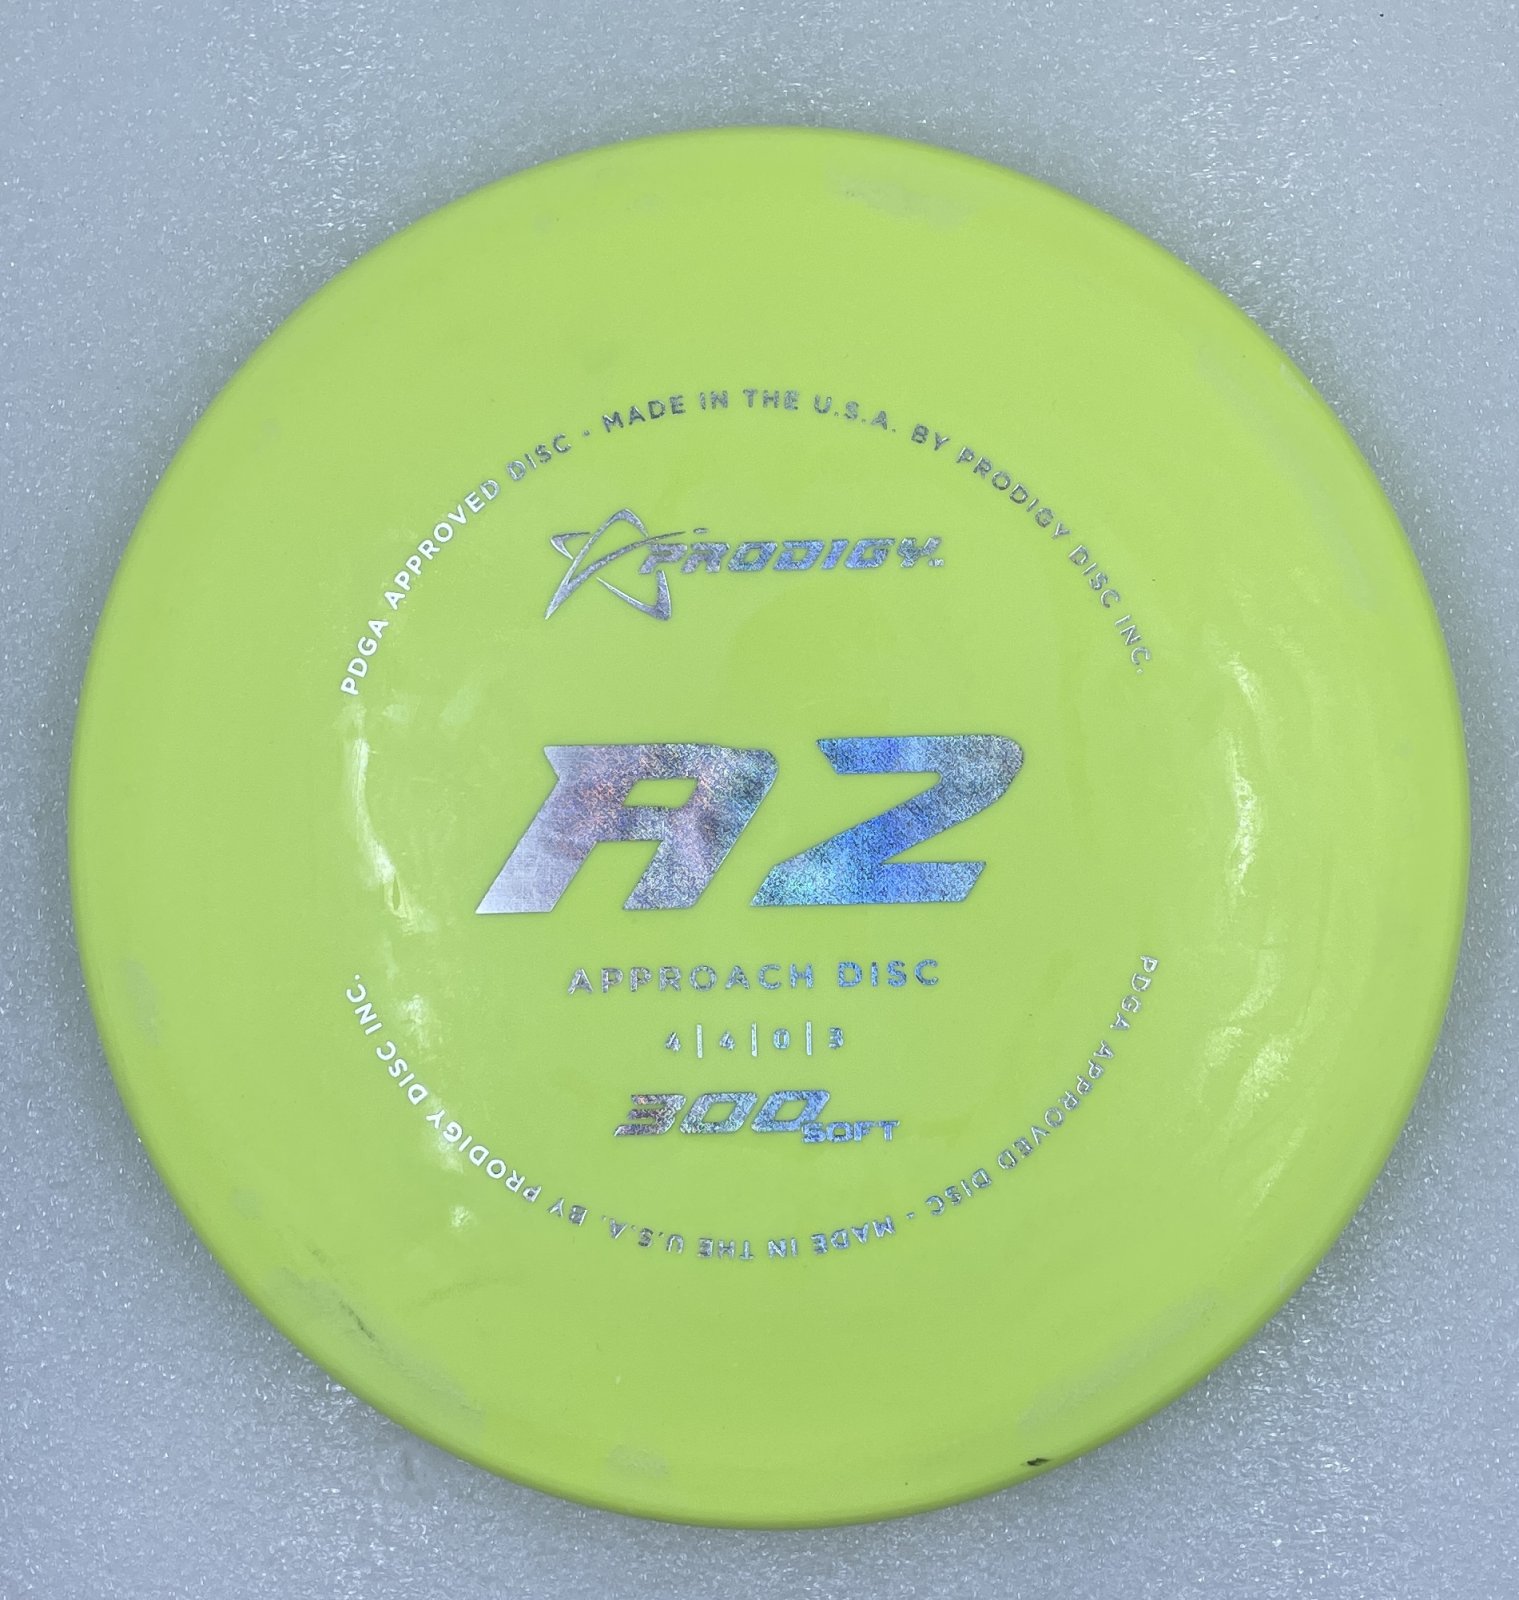 PDGA APPROVED DISC - MADE IN THE U.S.A. BY PRODIGY DISC INC.
PRODIGY
A2
APPROACH DISC
4|4|0|3
300 SOFT
PDGA APPROVED DISC - MADE IN THE U.S.A. BY PRODIGY DISC INC.